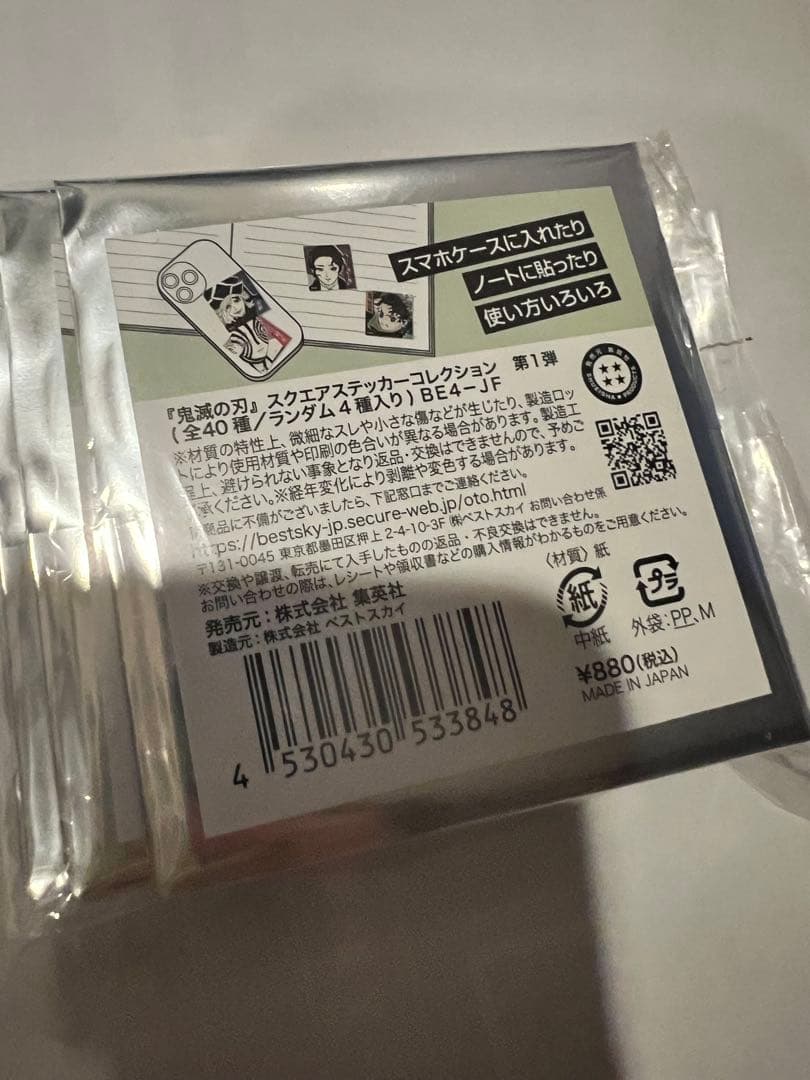 スマホケースに入れたり
ノートに貼ったり
使い方いろいろ
『鬼滅の刃』スクエアステッカーコレクション 第1弾
(全40種/ランダム4種入り) BE4-JF
発売元 集英社
SHUEISHA PRODUCTS
※材質の特性上、微細なスレや小さな傷などが生じたり、製造ロッ
トにより使用材質や印刷の色合いが異なる場合があります。製造工
程上、避けられない事象となり返品・交換はできませんので、予めご
了承ください。※経年変化により剥離や変色する場合があります。
商品に不備がございましたら、下記窓口までご連絡ください。
https://bestsky-jp.secure-web.jp/oto.html
〒131-0045 東京都墨田区押上 2-4-10-3F ㈱ベストスカイ お問い合わせ係
※交換や譲渡、転売にて入手したものの返品・不良交換はできません。
お問い合わせの際は、レシートや領収書などの購入情報がわかるものをご用意ください。
発売元:株式会社 集英社
製造元:株式会社 ベストスカイ
〈材質〉紙
紙
中紙
プラ
外袋:PP、M
¥880(税込)
MADE IN JAPAN
4 530430 533848